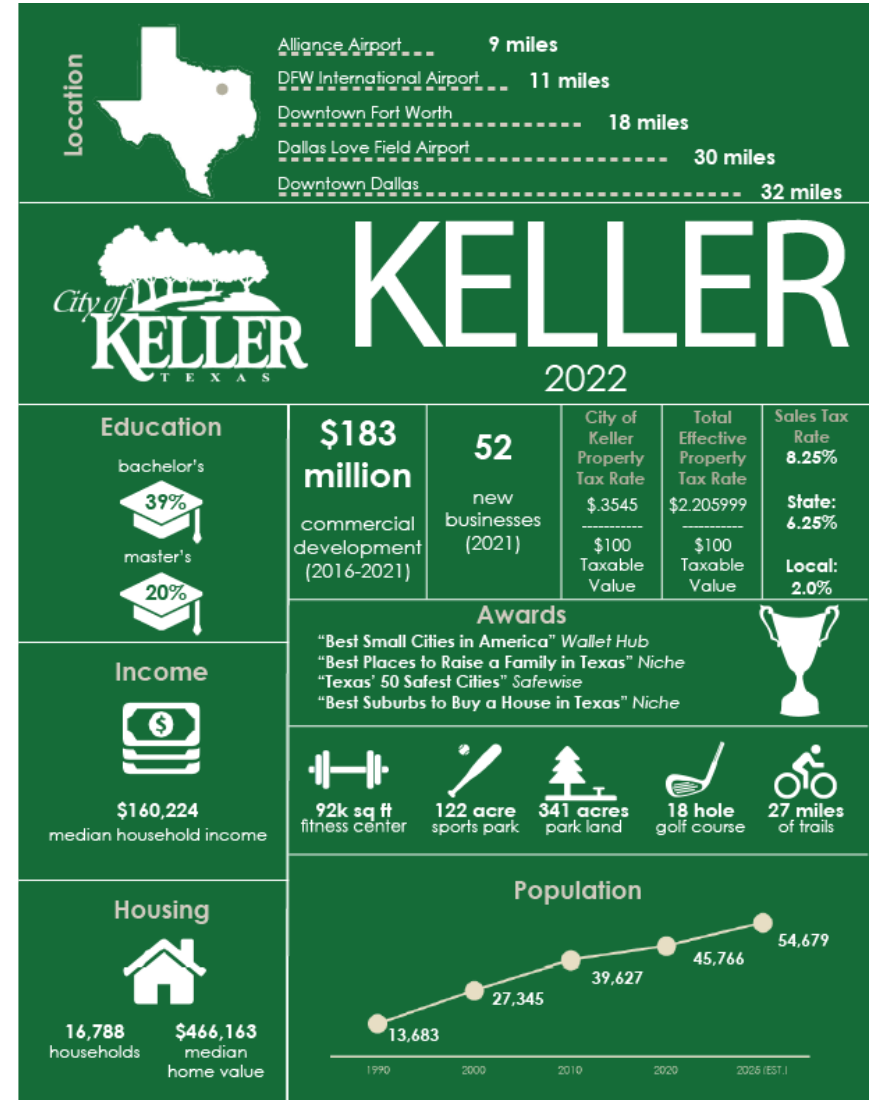 Location
Alliance Airport 9 miles
DFW International Airport 11 miles
Downtown Fort Worth 18 miles
Dallas Love Field Airport 30 miles
Downtown Dallas 32 miles
City of
KELLER
TEXAS
KELLER
2022
Education
bachelor's
39%
master's
20%
Income
$
$160,224
median household income
Housing
16,788
households
$466,163
median
home value
$183
million
commercial
development
(2016-2021)
52
new
businesses
(2021)
City of
Keller
Property
Tax Rate
$.3545
-----------
$100
Taxable
Value
Total
Effective
Property
Tax Rate
$2.205999
-----------
$100
Taxable
Value
Sales Tax
Rate
8.25%
State:
6.25%
Local:
2.0%
Awards
“Best Small Cities in America” Wallet Hub
“Best Places to Raise a Family in Texas” Niche
“Texas’ 50 Safest Cities” Safewise
“Best Suburbs to Buy a House in Texas” Niche
92k sq ft
fitness center
122 acre
sports park
341 acres
park land
18 hole
golf course
27 miles
of trails
Population
54,679
45,766
39,627
27,345
13,683
1990 2000 2010 2020 2025 (EST.)